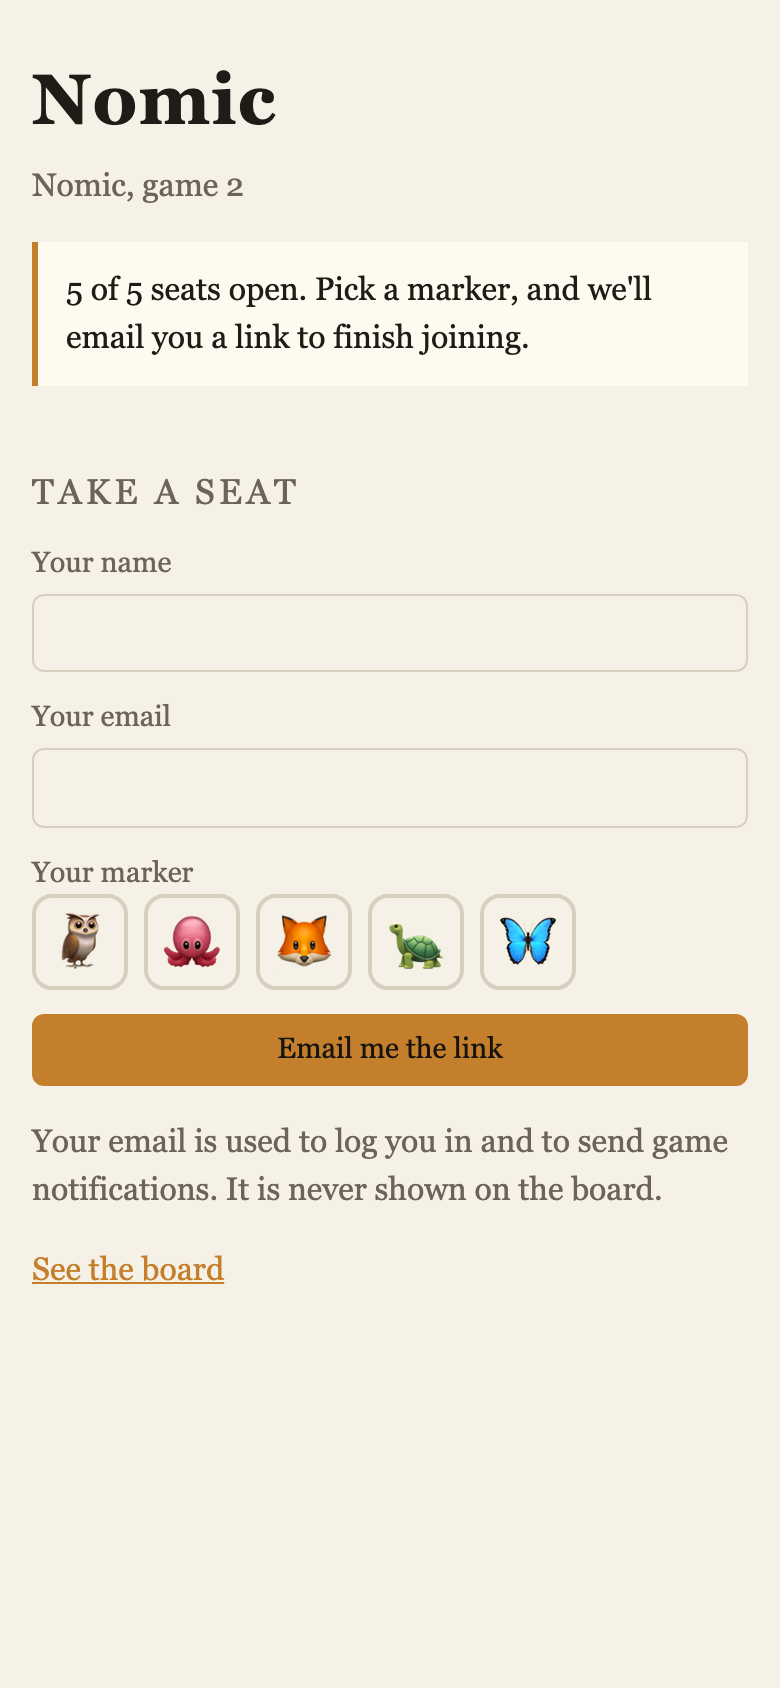 Nomic
Nomic, game 2
5 of 5 seats open. Pick a marker, and we'll
email you a link to finish joining.
TAKE A SEAT
Your name
Your email
Your marker
Email me the link
Your email is used to log you in and to send game
notifications. It is never shown on the board.
See the board